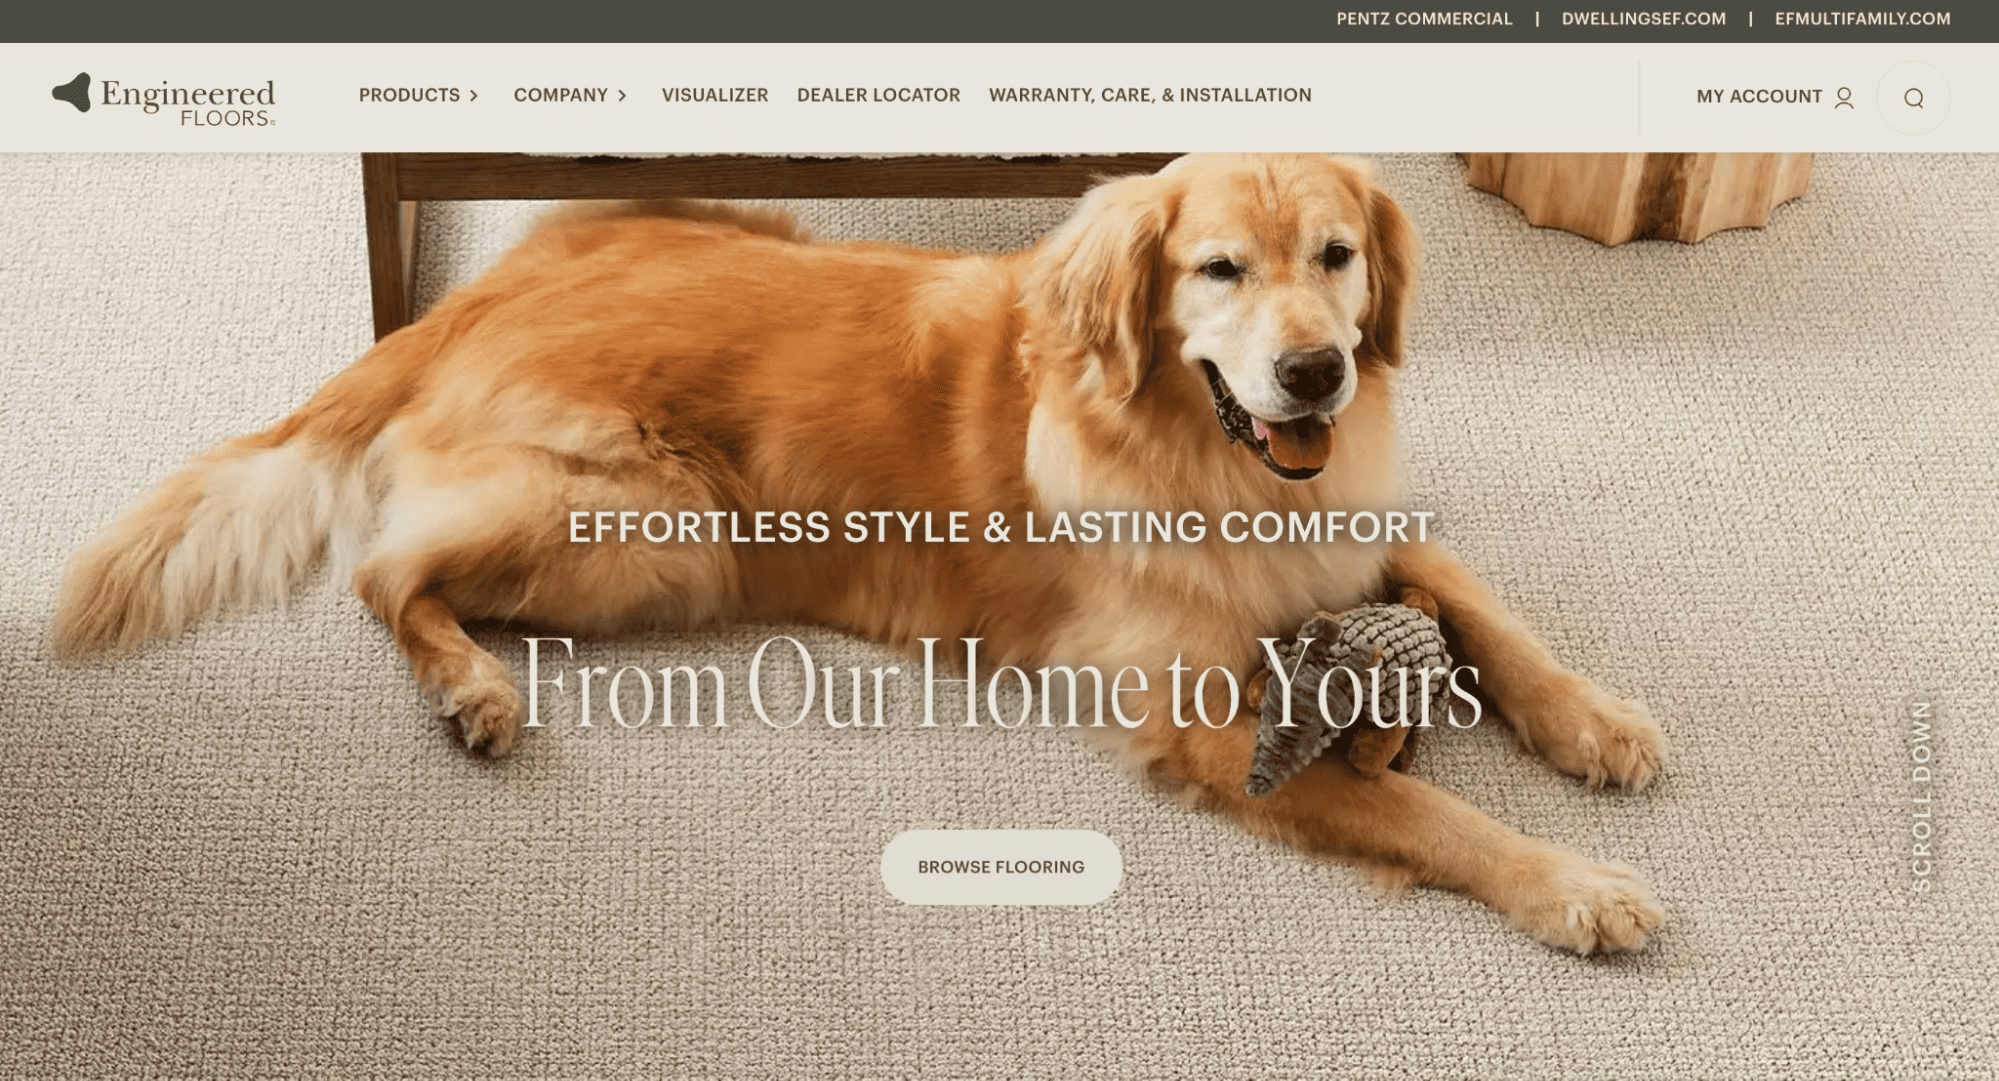 PENTZ COMMERCIAL | DWELLINGSEF.COM | EFMULTIFAMILY.COM
Engineered
FLOORS
PRODUCTS COMPANY VISUALIZER DEALER LOCATOR WARRANTY, CARE, & INSTALLATION MY ACCOUNT
EFFORTLESS STYLE & LASTING COMFORT
From Our Home to Yours
SCROLL DOWN
BROWSE FLOORING